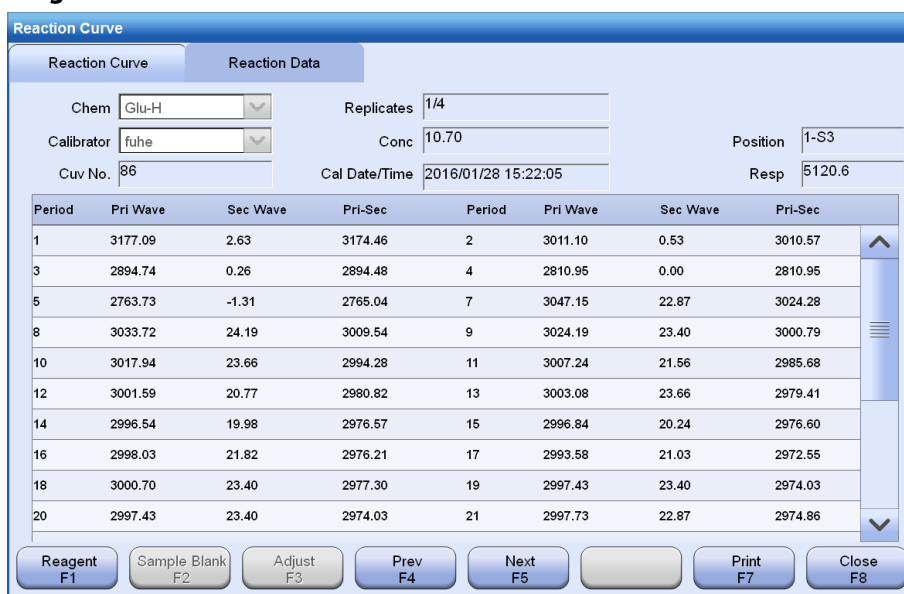 Reaction Curve
Reaction Curve Reaction Data
Chem Glu-H Replicates 1/4
Calibrator fuhe Conc 10.70 Position 1-S3
Cuv No. 86 Cal Date/Time 2016/01/28 15:22:05 Resp 5120.6
Period Pri Wave Sec Wave Pri-Sec Period Pri Wave Sec Wave Pri-Sec
1 3177.09 2.63 3174.46 2 3011.10 0.53 3010.57
3 2894.74 0.26 2894.48 4 2810.95 0.00 2810.95
5 2763.73 -1.31 2765.04 7 3047.15 22.87 3024.28
8 3033.72 24.19 3009.54 9 3024.19 23.40 3000.79
10 3017.94 23.66 2994.28 11 3007.24 21.56 2985.68
12 3001.59 20.77 2980.82 13 3003.08 23.66 2979.41
14 2996.54 19.98 2976.57 15 2996.84 20.24 2976.60
16 2998.03 21.82 2976.21 17 2993.58 21.03 2972.55
18 3000.70 23.40 2977.30 19 2997.43 23.40 2974.03
20 2997.43 23.40 2974.03 21 2997.73 22.87 2974.86
Reagent Sample Blank Adjust Prev Next Print Close
F1 F2 F3 F4 F5 F7 F8